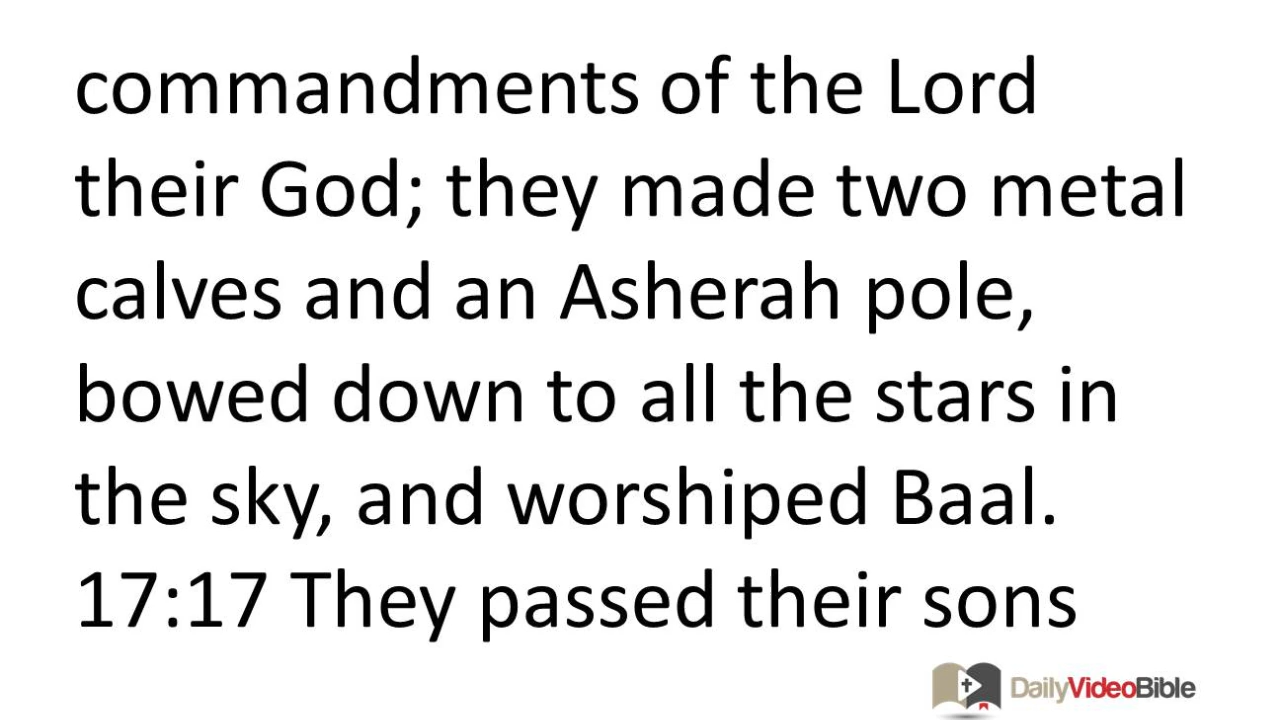 commandments of the Lord
their God; they made two metal
calves and an Asherah pole,
bowed down to all the stars in
the sky, and worshiped Baal.
17:17 They passed their sons
DailyVideoBible